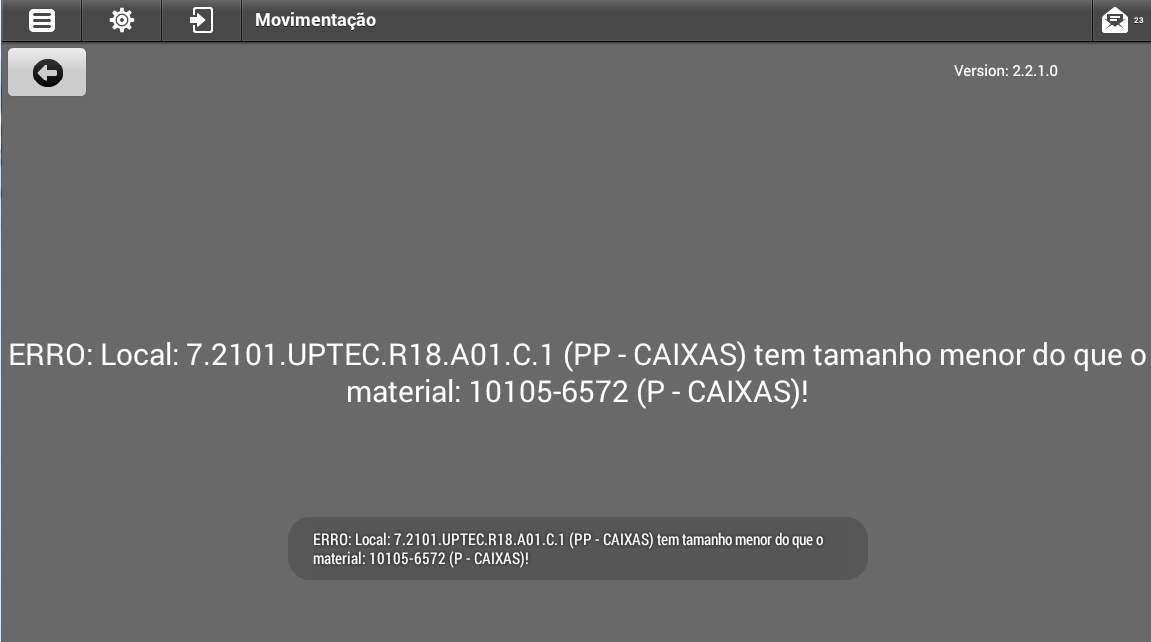 Movimentação
23
Version: 2.2.1.0
ERRO: Local: 7.2101.UPTEC.R18.A01.C.1 (PP - CAIXAS) tem tamanho menor do que o
material: 10105-6572 (P - CAIXAS)!
ERRO: Local: 7.2101.UPTEC.R18.A01.C.1 (PP - CAIXAS) tem tamanho menor do que o
material: 10105-6572 (P - CAIXAS)!